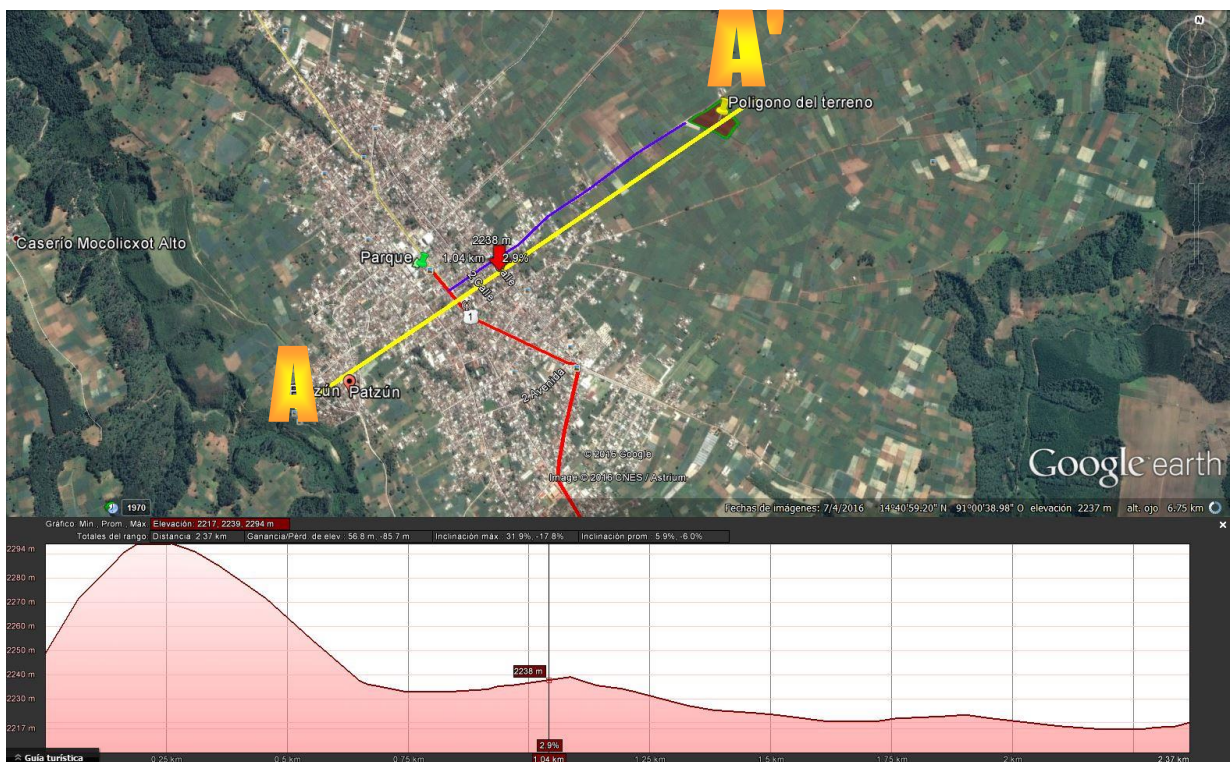 A'
N
Polígono del terreno
Caserio Mocolicxot Alto
2238 m
Parque
1.04 km
2.9%
2 Calle
1
zún
Patzún
A
2 Avenida
© 2016 Google
Image © 2016 CNES / Astrium
Google earth
1970
Fechas de imágenes: 7/4/2016 14°40'59.20" N 91°00'38.98" O elevación 2237 m alt. ojo 6.75 km
Gráfico: Mín., Prom., Máx. Elevación: 2217, 2239, 2294 m
Totales del rango: Distancia: 2.37 km Ganancia/Pérd. de elev.: 56.8 m, -85.7 m Inclinación máx.: 31.9%, -17.8% Inclinación prom.: 5.9%, -6.0%
2294 m
2280 m
2270 m
2260 m
2250 m
2240 m
2230 m
2217 m
2238 m
2.9%
Guía turística
0.25 km 0.5 km 0.75 km 1.04 km 1.25 km 1.5 km 1.75 km 2 km 2.37 km